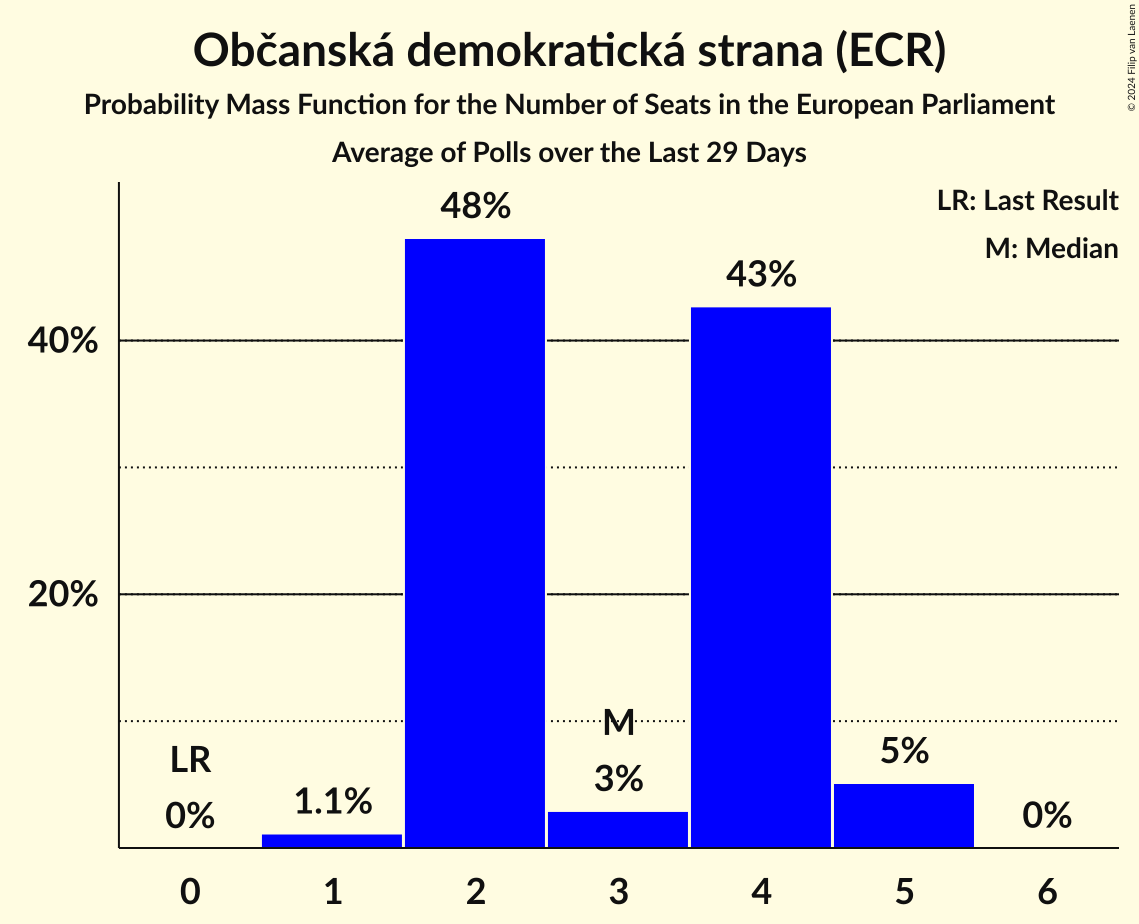 Občanská demokratická strana (ECR)
Probability Mass Function for the Number of Seats in the European Parliament
Average of Polls over the Last 29 Days
© 2024 Filip van Laenen
LR: Last Result
M: Median
48%
43%
40%
20%
M
LR
0%
1.1%
3%
5%
0%
0 1 2 3 4 5 6